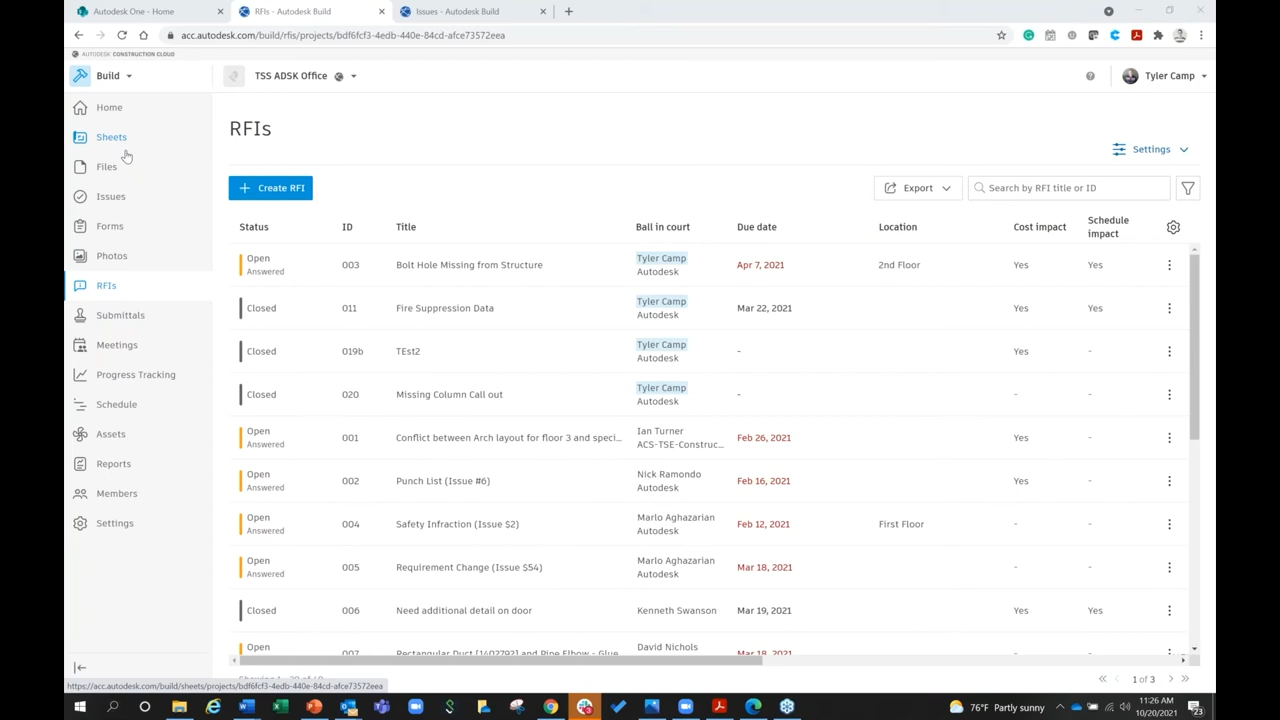 Autodesk One - Home
RFIs - Autodesk Build
Issues - Autodesk Build
acc.autodesk.com/build/rfis/projects/bdf6fcf3-4edb-440e-84cd-afce73572eea
AUTODESK CONSTRUCTION CLOUD
Build
TSS ADSK Office
Tyler Camp
Home
Sheets
Files
Issues
Forms
Photos
RFIs
Submittals
Meetings
Progress Tracking
Schedule
Assets
Reports
Members
Settings
RFIs
Settings
Create RFI
Export
Search by RFI title or ID
Status ID Title Ball in court Due date Location Cost impact Schedule impact
Open Answered 003 Bolt Hole Missing from Structure Tyler Camp Autodesk Apr 7, 2021 2nd Floor Yes Yes
Closed 011 Fire Suppression Data Tyler Camp Autodesk Mar 22, 2021 Yes Yes
Closed 019b TEst2 Tyler Camp Autodesk - Yes -
Closed 020 Missing Column Call out Tyler Camp Autodesk - - -
Open Answered 001 Conflict between Arch layout for floor 3 and speci... Ian Turner ACS-TSE-Construc... Feb 26, 2021 Yes -
Open Answered 002 Punch List (Issue #6) Nick Ramondo Autodesk Feb 16, 2021 Yes -
Open Answered 004 Safety Infraction (Issue $2) Marlo Aghazarian Autodesk Feb 12, 2021 First Floor - -
Open Answered 005 Requirement Change (Issue $54) Marlo Aghazarian Autodesk Mar 18, 2021 - -
Closed 006 Need additional detail on door Kenneth Swanson Mar 19, 2021 Yes Yes
Open 007 Rectangular Duct [1402792] and Pipe Elbow - Glue David Nichols Mar 18, 2021
1 of 3
https://acc.autodesk.com/build/sheets/projects/bdf6fcf3-4edb-440e-84cd-afce73572eea
76°F Partly sunny
11:26 AM
10/20/2021
23